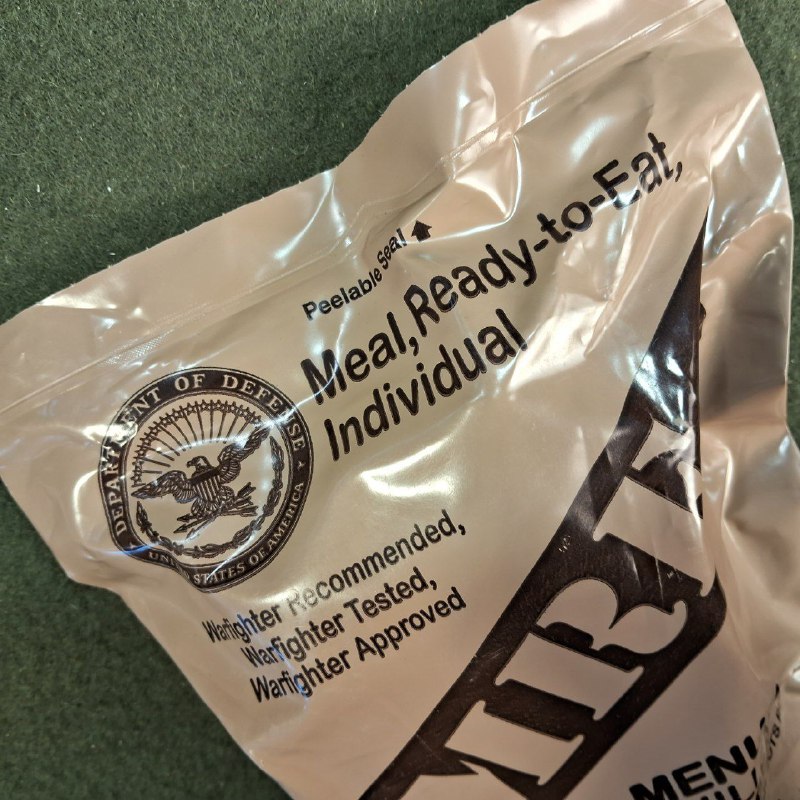 Peelable Seal
Meal, Ready-to-Eat,
Individual
DEPARTMENT OF DEFENSE
UNITED STATES OF AMERICA
Warfighter Recommended,
Warfighter Tested,
Warfighter Approved
MRE
MENU